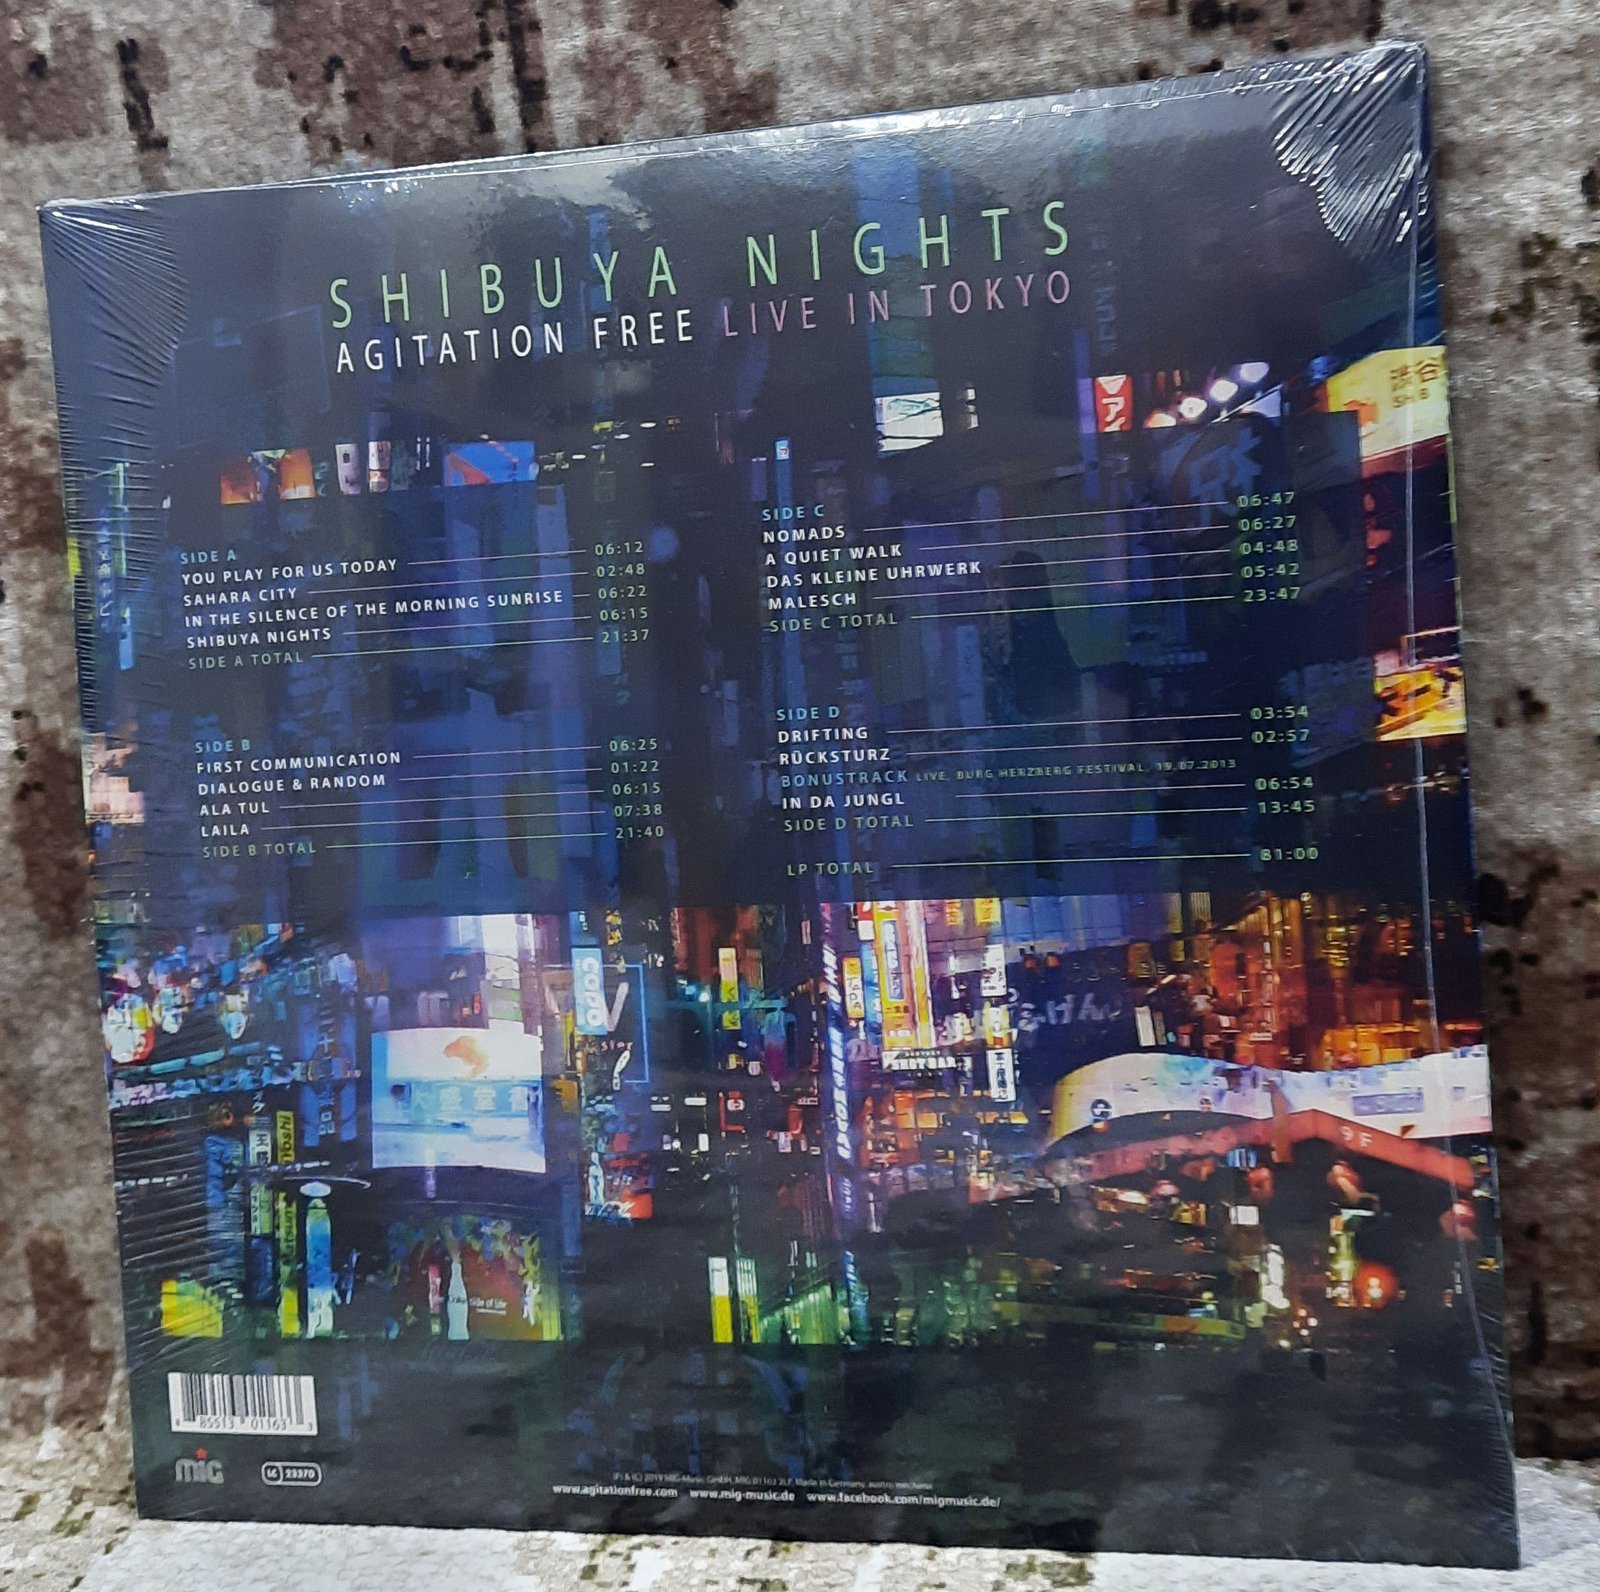 SHIBUYA NIGHTS
AGITATION FREE LIVE IN TOKYO
SIDE A
YOU PLAY FOR US TODAY 06:12
SAHARA CITY 02:48
IN THE SILENCE OF THE MORNING SUNRISE 06:22
SHIBUYA NIGHTS 06:15
SIDE A TOTAL 21:37
SIDE B
FIRST COMMUNICATION 06:25
DIALOGUE & RANDOM 01:22
ALA TUL 06:15
LAILA 07:38
SIDE B TOTAL 21:40
SIDE C
NOMADS 06:47
A QUIET WALK 06:27
DAS KLEINE UHRWERK 04:48
MALESCH 05:42
SIDE C TOTAL 23:47
SIDE D
DRIFTING 03:54
RÜCKSTURZ 02:57
BONUSTRACK LIVE, BURG HERZBERG FESTIVAL, 19.07.2013
IN DA JUNGL 06:54
SIDE D TOTAL 13:45
LP TOTAL 81:00
渋谷
SHIB
9F
MIG
LC 23370
www.agitationfree.com www.mig-music.de www.facebook.com/migmusic.de/